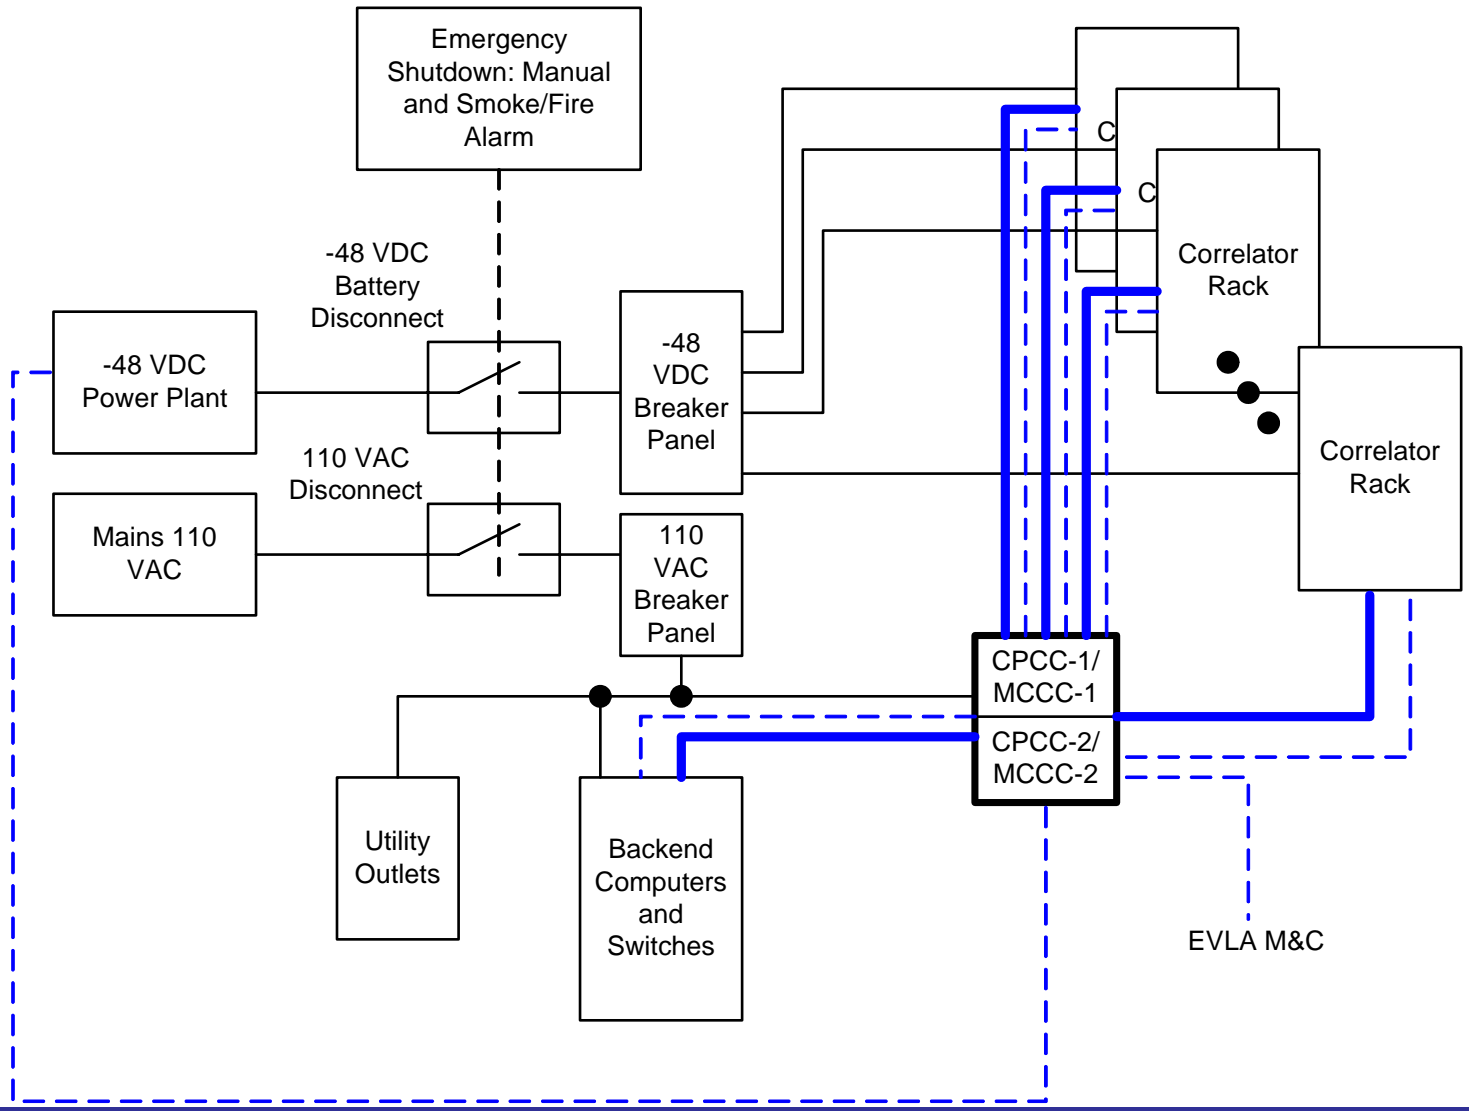 Emergency
Shutdown: Manual
and Smoke/Fire
Alarm
C
C
Correlator
Rack
-48 VDC
Battery
Disconnect
-48 VDC
Power Plant
-48
VDC
Breaker
Panel
110 VAC
Disconnect
Correlator
Rack
Mains 110
VAC
110
VAC
Breaker
Panel
CPCC-1/
MCCC-1
CPCC-2/
MCCC-2
Utility
Outlets
Backend
Computers
and
Switches
EVLA M&C